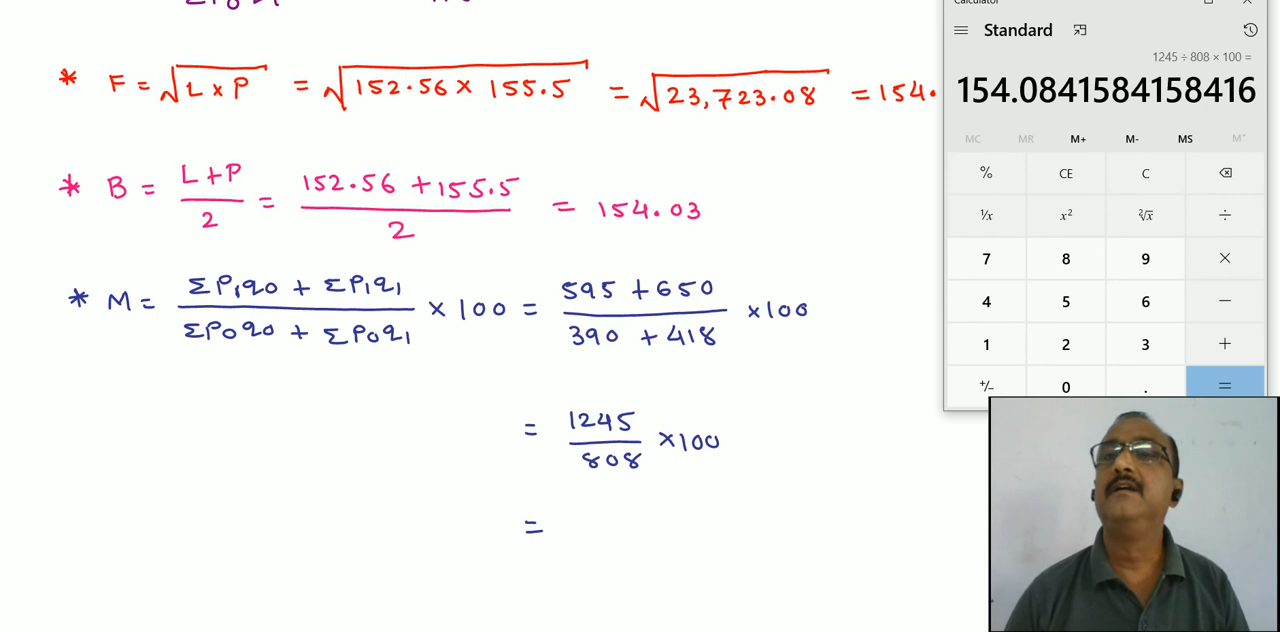 * F = √L × P = √152.56 × 155.5 = √23,723.08 = 154.
* B = L+P / 2 = 152.56 + 155.5 / 2 = 154.03
* M = ΣP₁q₀ + ΣP₁q₁ / ΣP₀q₀ + ΣP₀q₁ × 100 = 595 + 650 / 390 + 418 × 100
= 1245 / 808 × 100
=
Calculator
Standard
1245 ÷ 808 × 100 =
154.0841584158416
MC MR M+ M- MS M˅
% CE C
¹/x x² ²√x ÷
7 8 9 ×
4 5 6 −
1 2 3 +
+/- 0 . =